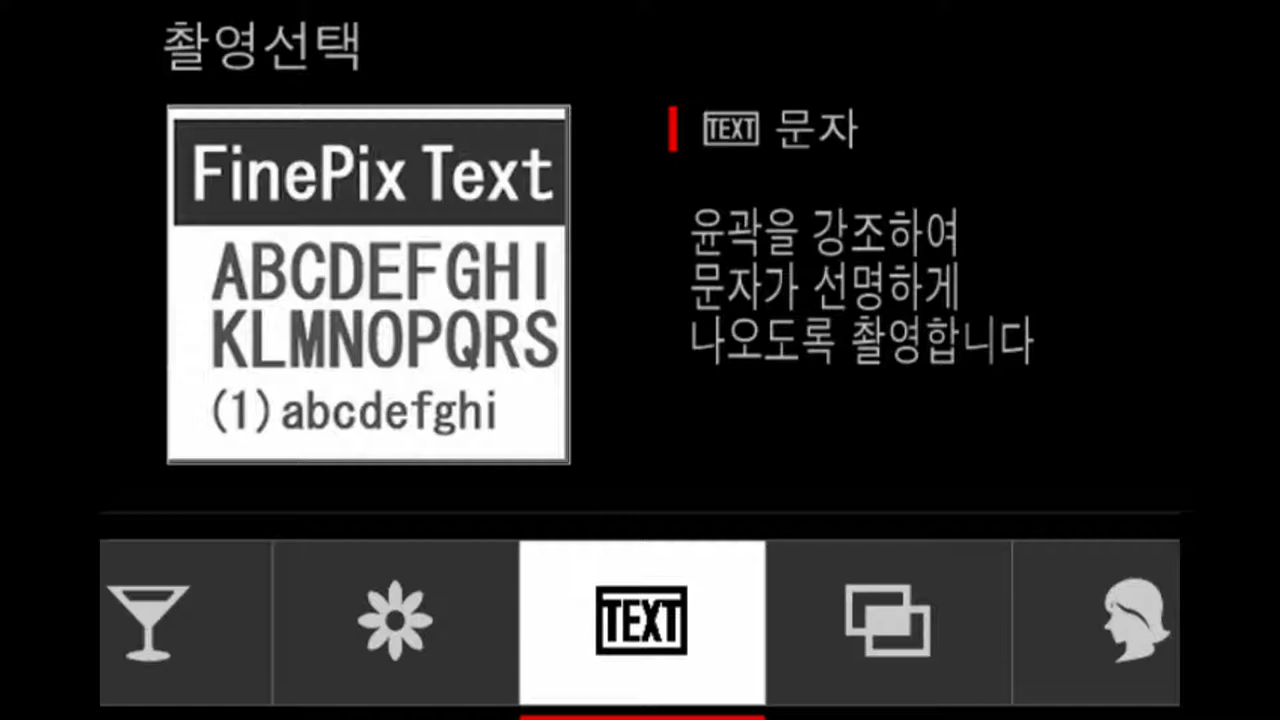 촬영선택
FinePix Text
ABCDEFGHI
KLMNOPQRS
(1)abcdefghi
TEXT 문자
윤곽을 강조하여
문자가 선명하게
나오도록 촬영합니다
TEXT